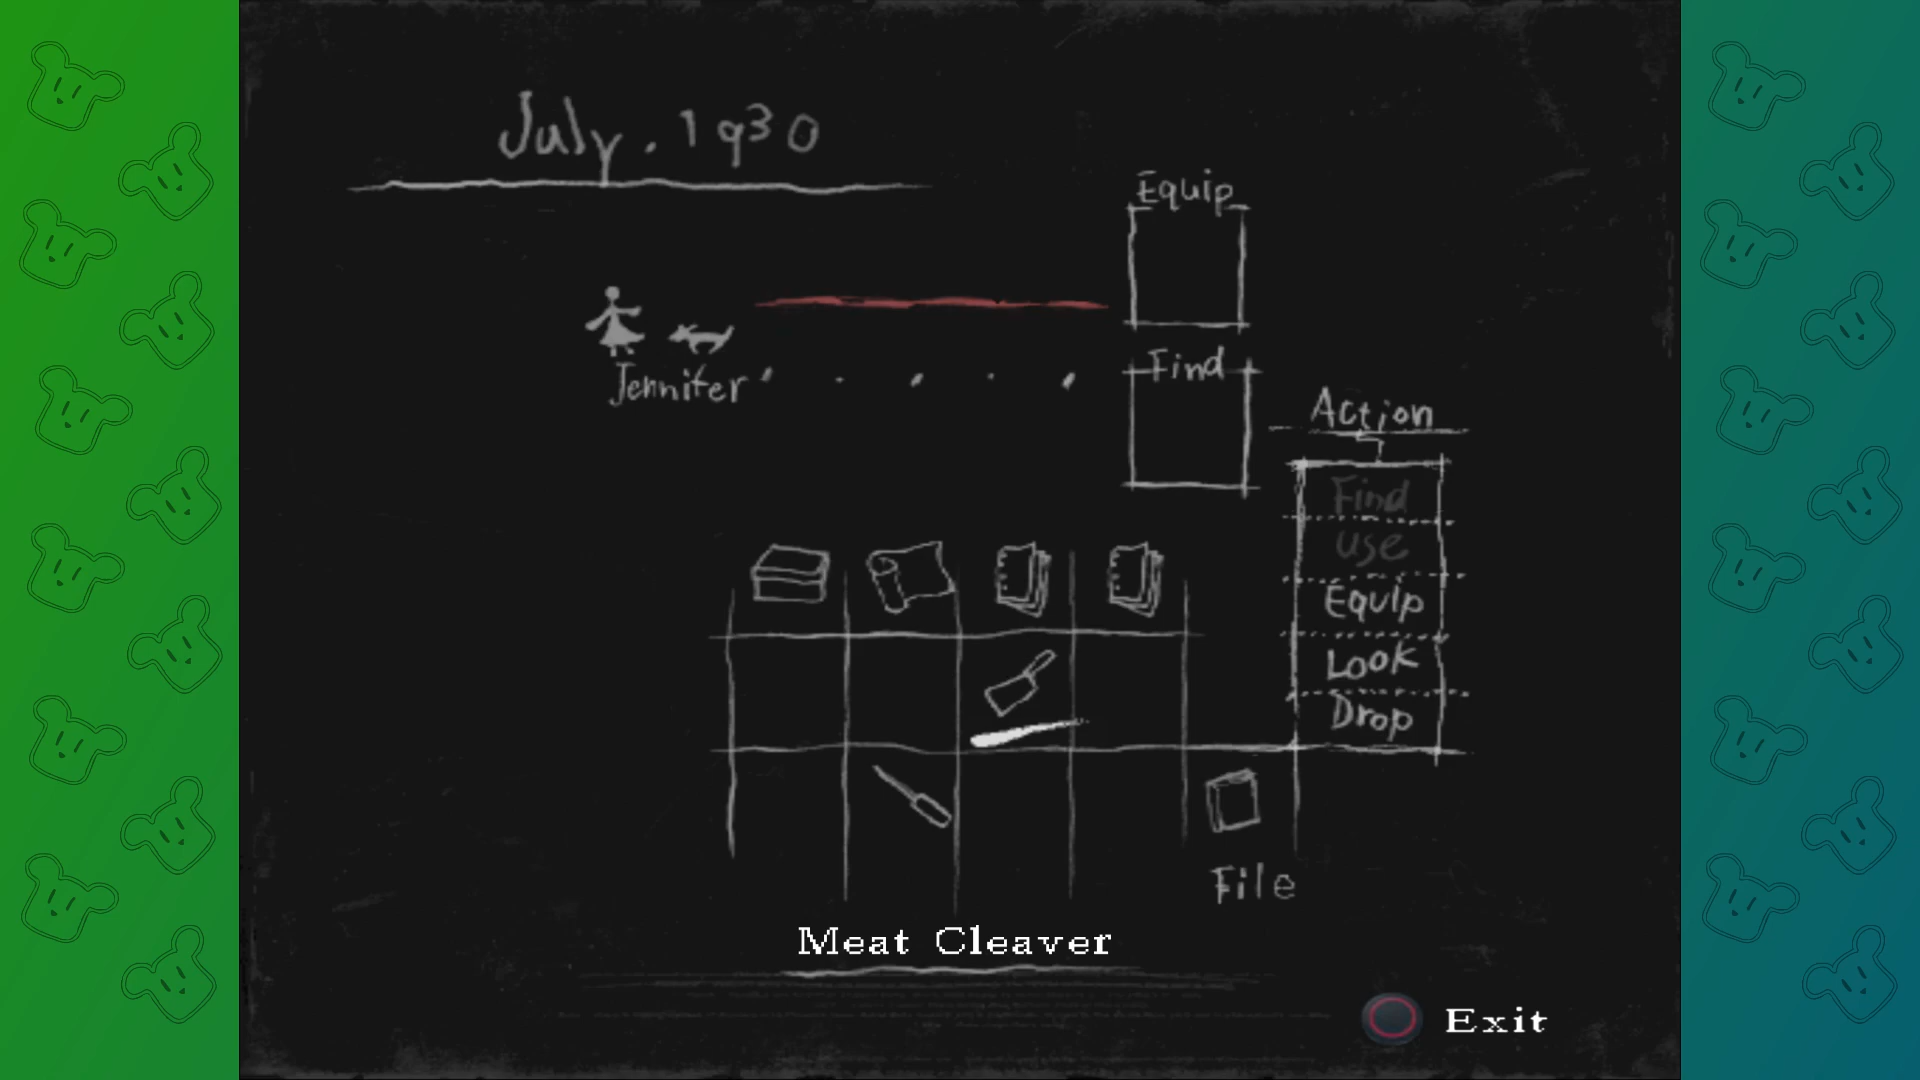 July. 1930
Equip
Jennifer
Find
Action
Find
Use
Equip
Look
Drop
File
Meat Cleaver
Exit